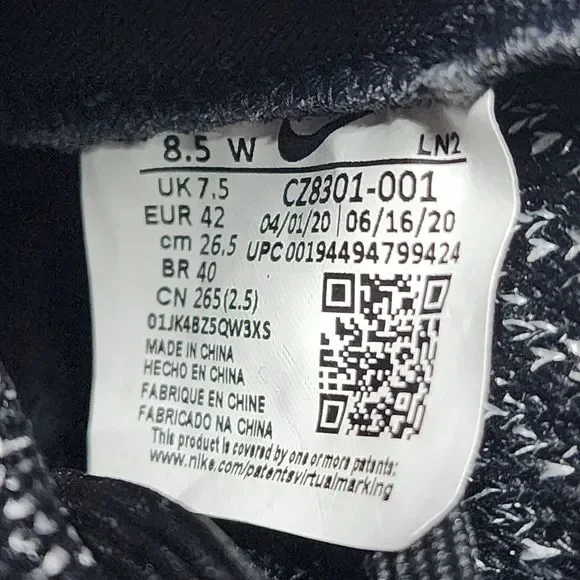 8.5 W LN2
UK 7.5 CZ8301-001
EUR 42 04/01/20 | 06/16/20
cm 26.5 UPC 00194494799424
BR 40
CN 265(2.5)
01JK4BZ5QW3XS
MADE IN CHINA
HECHO EN CHINA
FABRIQUE EN CHINE
FABRICADO NA CHINA
This product is covered by one or more patents:
www.nike.com/patentsvirtualmarking